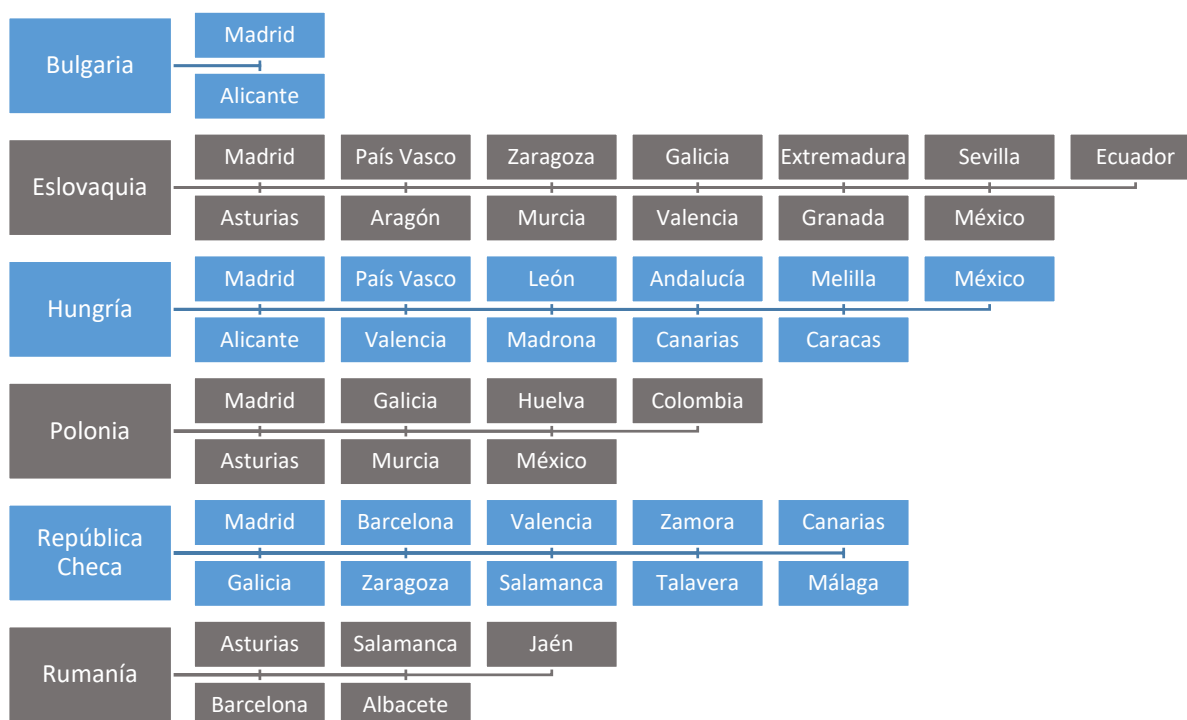 Bulgaria
Madrid
Alicante
Eslovaquia
Madrid País Vasco Zaragoza Galicia Extremadura Sevilla Ecuador
Asturias Aragón Murcia Valencia Granada México
Hungría
Madrid País Vasco León Andalucía Melilla México
Alicante Valencia Madrona Canarias Caracas
Polonia
Madrid Galicia Huelva Colombia
Asturias Murcia México
República
Checa
Madrid Barcelona Valencia Zamora Canarias
Galicia Zaragoza Salamanca Talavera Málaga
Rumanía
Asturias Salamanca Jaén
Barcelona Albacete